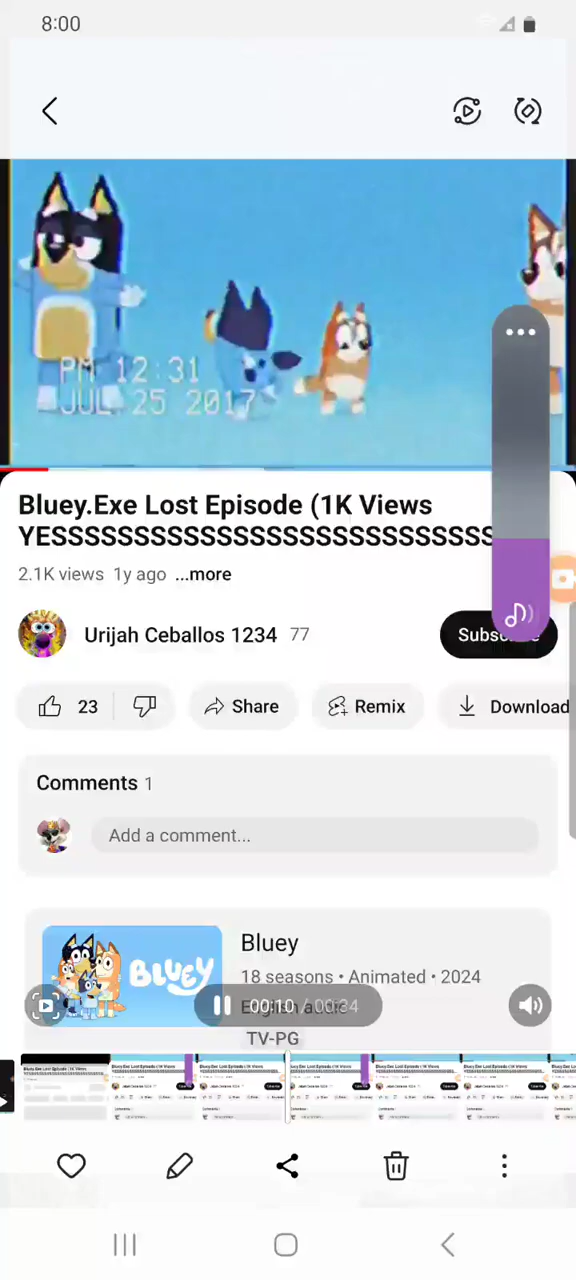 8:00
PM 12:31
JUL 25 2017
Bluey.Exe Lost Episode (1K Views
YESSSSSSSSSSSSSSSSSSSSSSSSSSS
2.1K views 1y ago ...more
Urijah Ceballos 1234 77
23
Share
Remix
Download
Comments 1
Add a comment...
BLUEY
Bluey
18 seasons • Animated • 2024
00:10
TV-PG